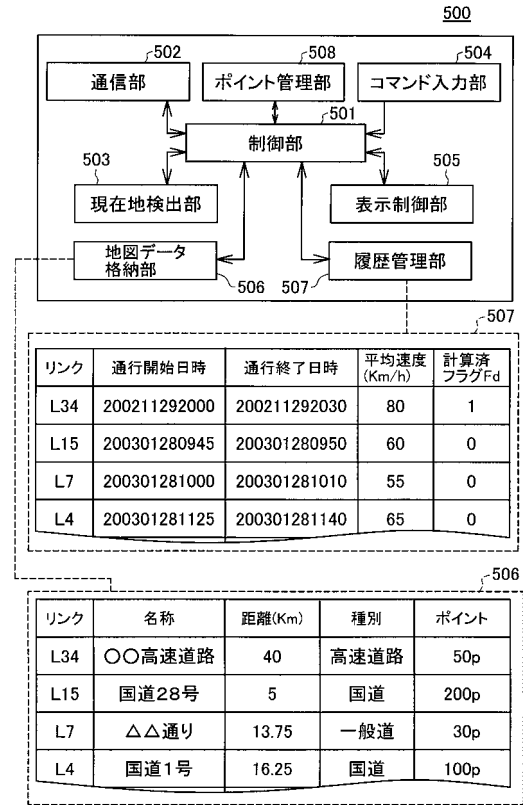 500
502
508
504
通信部
ポイント管理部
コマンド入力部
501
制御部
503
505
現在地検出部
表示制御部
地図データ
格納部
506
507
履歴管理部
507
リンク 通行開始日時 通行終了日時 平均速度(Km/h) 計算済フラグFd
L34 200211292000 200211292030 80 1
L15 200301280945 200301280950 60 0
L7 200301281000 200301281010 55 0
L4 200301281125 200301281140 65 0
506
リンク 名称 距離(Km) 種別 ポイント
L34 〇〇高速道路 40 高速道路 50p
L15 国道28号 5 国道 200p
L7 △△通り 13.75 一般道 30p
L4 国道1号 16.25 国道 100p